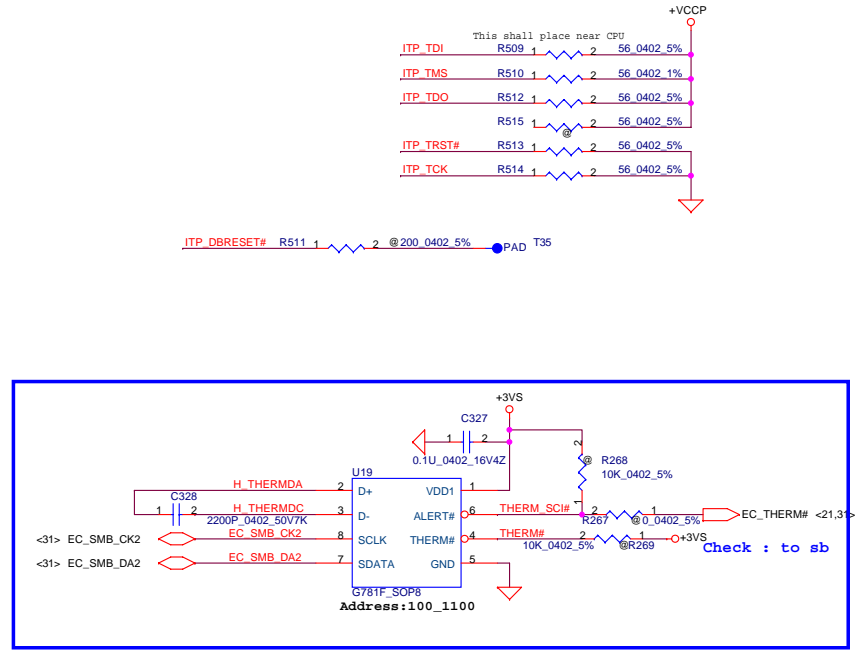 +VCCP
This shall place near CPU
ITP_TDI R509 1 2 56_0402_5%
ITP_TMS R510 1 2 56_0402_1%
ITP_TDO R512 1 2 56_0402_5%
R515 1 2 56_0402_5%
@
ITP_TRST# R513 1 2 56_0402_5%
ITP_TCK R514 1 2 56_0402_5%
ITP_DBRESET# R511 1 2 @200_0402_5% PAD T35
+3VS
C327
1 2
0.1U_0402_16V4Z
2
@ R268
10K_0402_5%
1
U19
H_THERMDA 2 D+ VDD1 1
C328
1 2
H_THERMDC 3 D- ALERT# 6 THERM_SCI# 2 1 EC_THERM# <21,31>
2200P_0402_50V7K
R267 @0_0402_5%
<31> EC_SMB_CK2 EC_SMB_CK2 8 SCLK THERM# 4 THERM# 2 1 +3VS
10K_0402_5% @R269
Check : to sb
<31> EC_SMB_DA2 EC_SMB_DA2 7 SDATA GND 5
G781F_SOP8
Address:100_1100